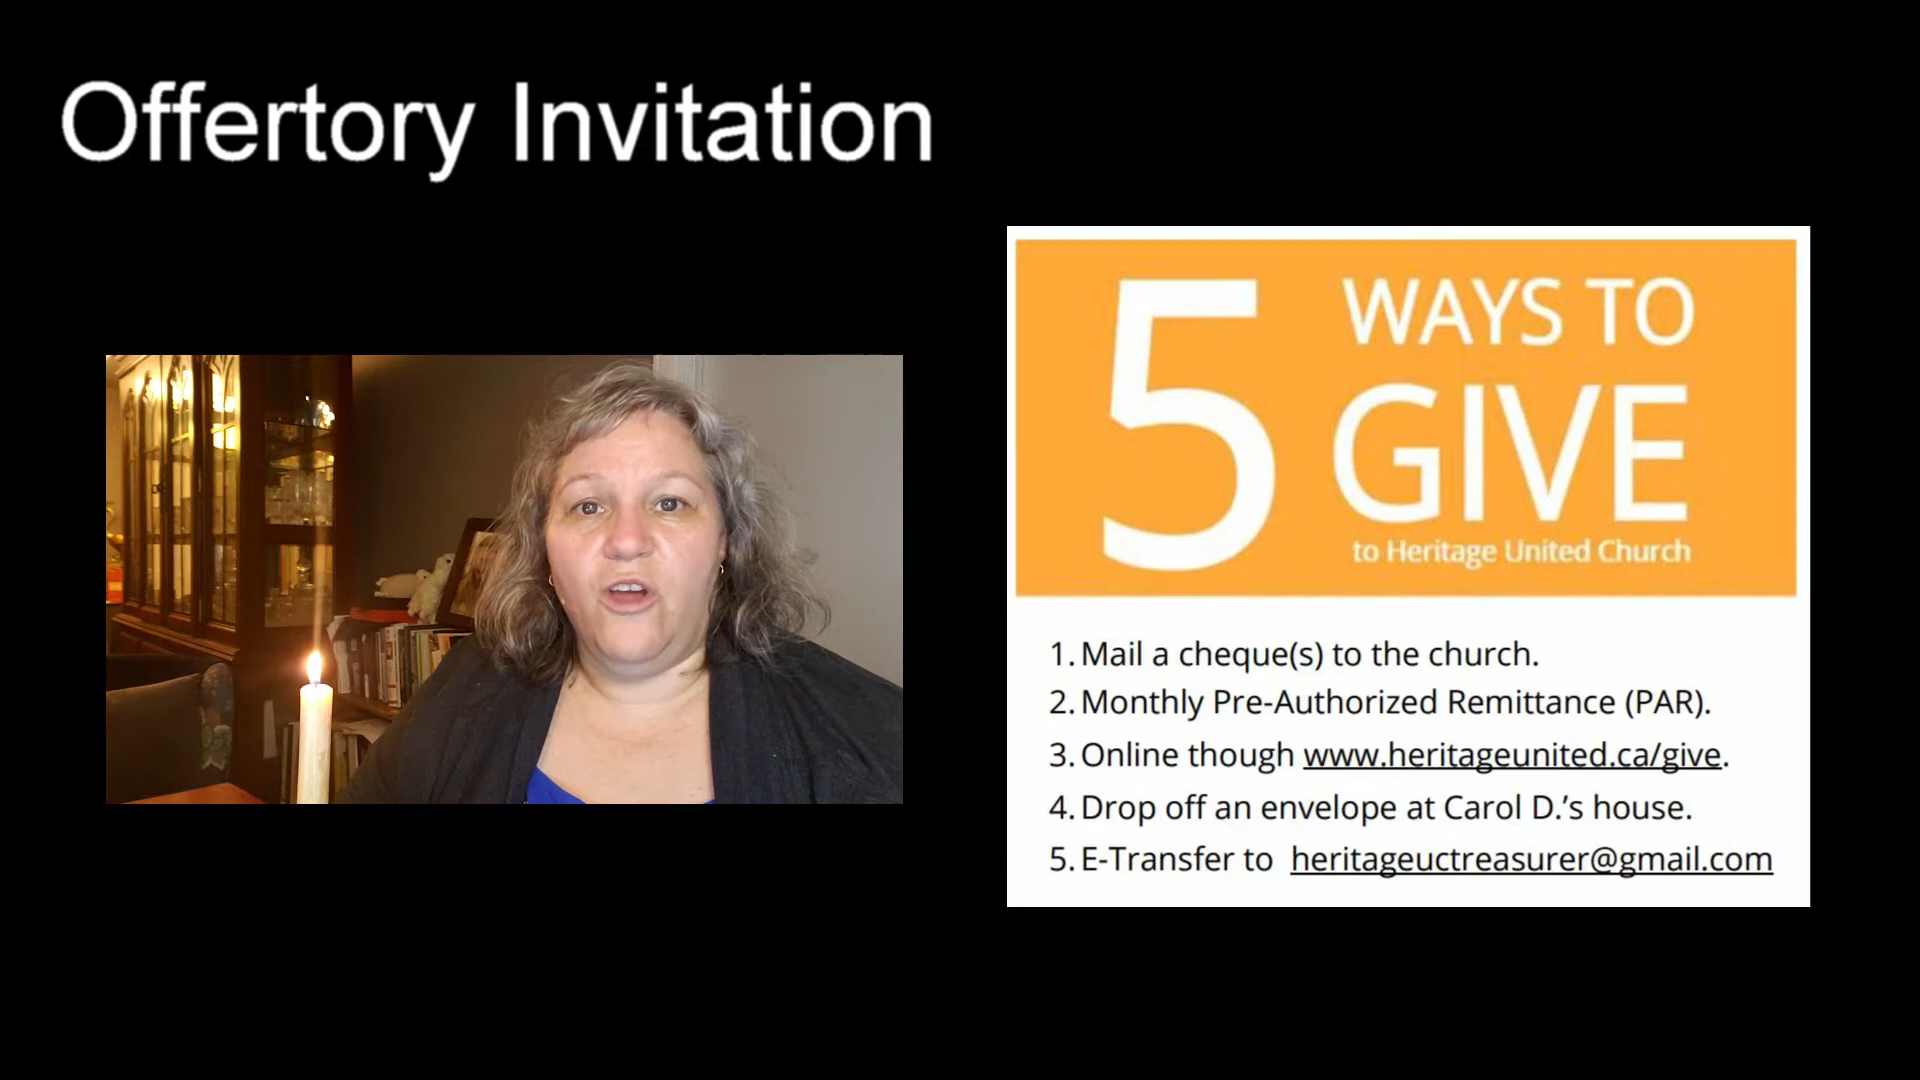 Offertory Invitation
5 WAYS TO
GIVE
to Heritage United Church
1. Mail a cheque(s) to the church.
2. Monthly Pre-Authorized Remittance (PAR).
3. Online though www.heritageunited.ca/give.
4. Drop off an envelope at Carol D.’s house.
5. E-Transfer to heritageuctreasurer@gmail.com